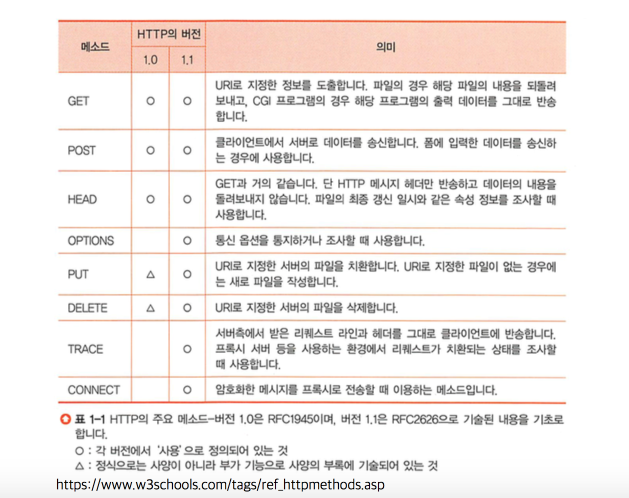 메소드 HTTP의 버전 의미
1.0 1.1
GET ○ ○ URI로 지정한 정보를 도출합니다. 파일의 경우 해당 파일의 내용을 되돌려
보내고, CGI 프로그램의 경우 해당 프로그램의 출력 데이터를 그대로 반송
합니다.
POST ○ ○ 클라이언트에서 서버로 데이터를 송신합니다. 폼에 입력한 데이터를 송신하
는 경우에 사용합니다.
HEAD ○ ○ GET과 거의 같습니다. 단 HTTP 메시지 헤더만 반송하고 데이터의 내용을
돌려보내지 않습니다. 파일의 최종 갱신 일시와 같은 속성 정보를 조사할 때
사용합니다.
OPTIONS ○ 통신 옵션을 통지하거나 조사할 때 사용합니다.
PUT △ ○ URI로 지정한 서버의 파일을 치환합니다. URI로 지정한 파일이 없는 경우에
는 새로 파일을 작성합니다.
DELETE △ ○ URI로 지정한 서버의 파일을 삭제합니다.
TRACE ○ 서버측에서 받은 리퀘스트 라인과 헤더를 그대로 클라이언트에 반송합니다.
프록시 서버 등을 사용하는 환경에서 리퀘스트가 치환되는 상태를 조사할
때 사용합니다.
CONNECT ○ 암호화한 메시지를 프록시로 전송할 때 이용하는 메소드입니다.
표 1-1 HTTP의 주요 메소드-버전 1.0은 RFC1945이며, 버전 1.1은 RFC2626으로 기술된 내용을 기초로
합니다.
○ : 각 버전에서 '사용'으로 정의되어 있는 것
△ : 정식으로는 사양이 아니라 부가 기능으로 사양의 부록에 기술되어 있는 것
https://www.w3schools.com/tags/ref_httpmethods.asp